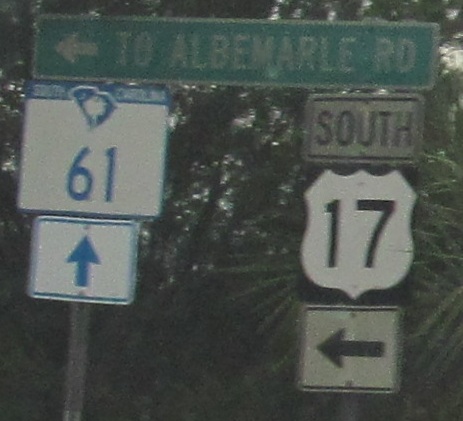 TO ALBEMARLE RD
SOUTH CAROLINA
61
SOUTH
17